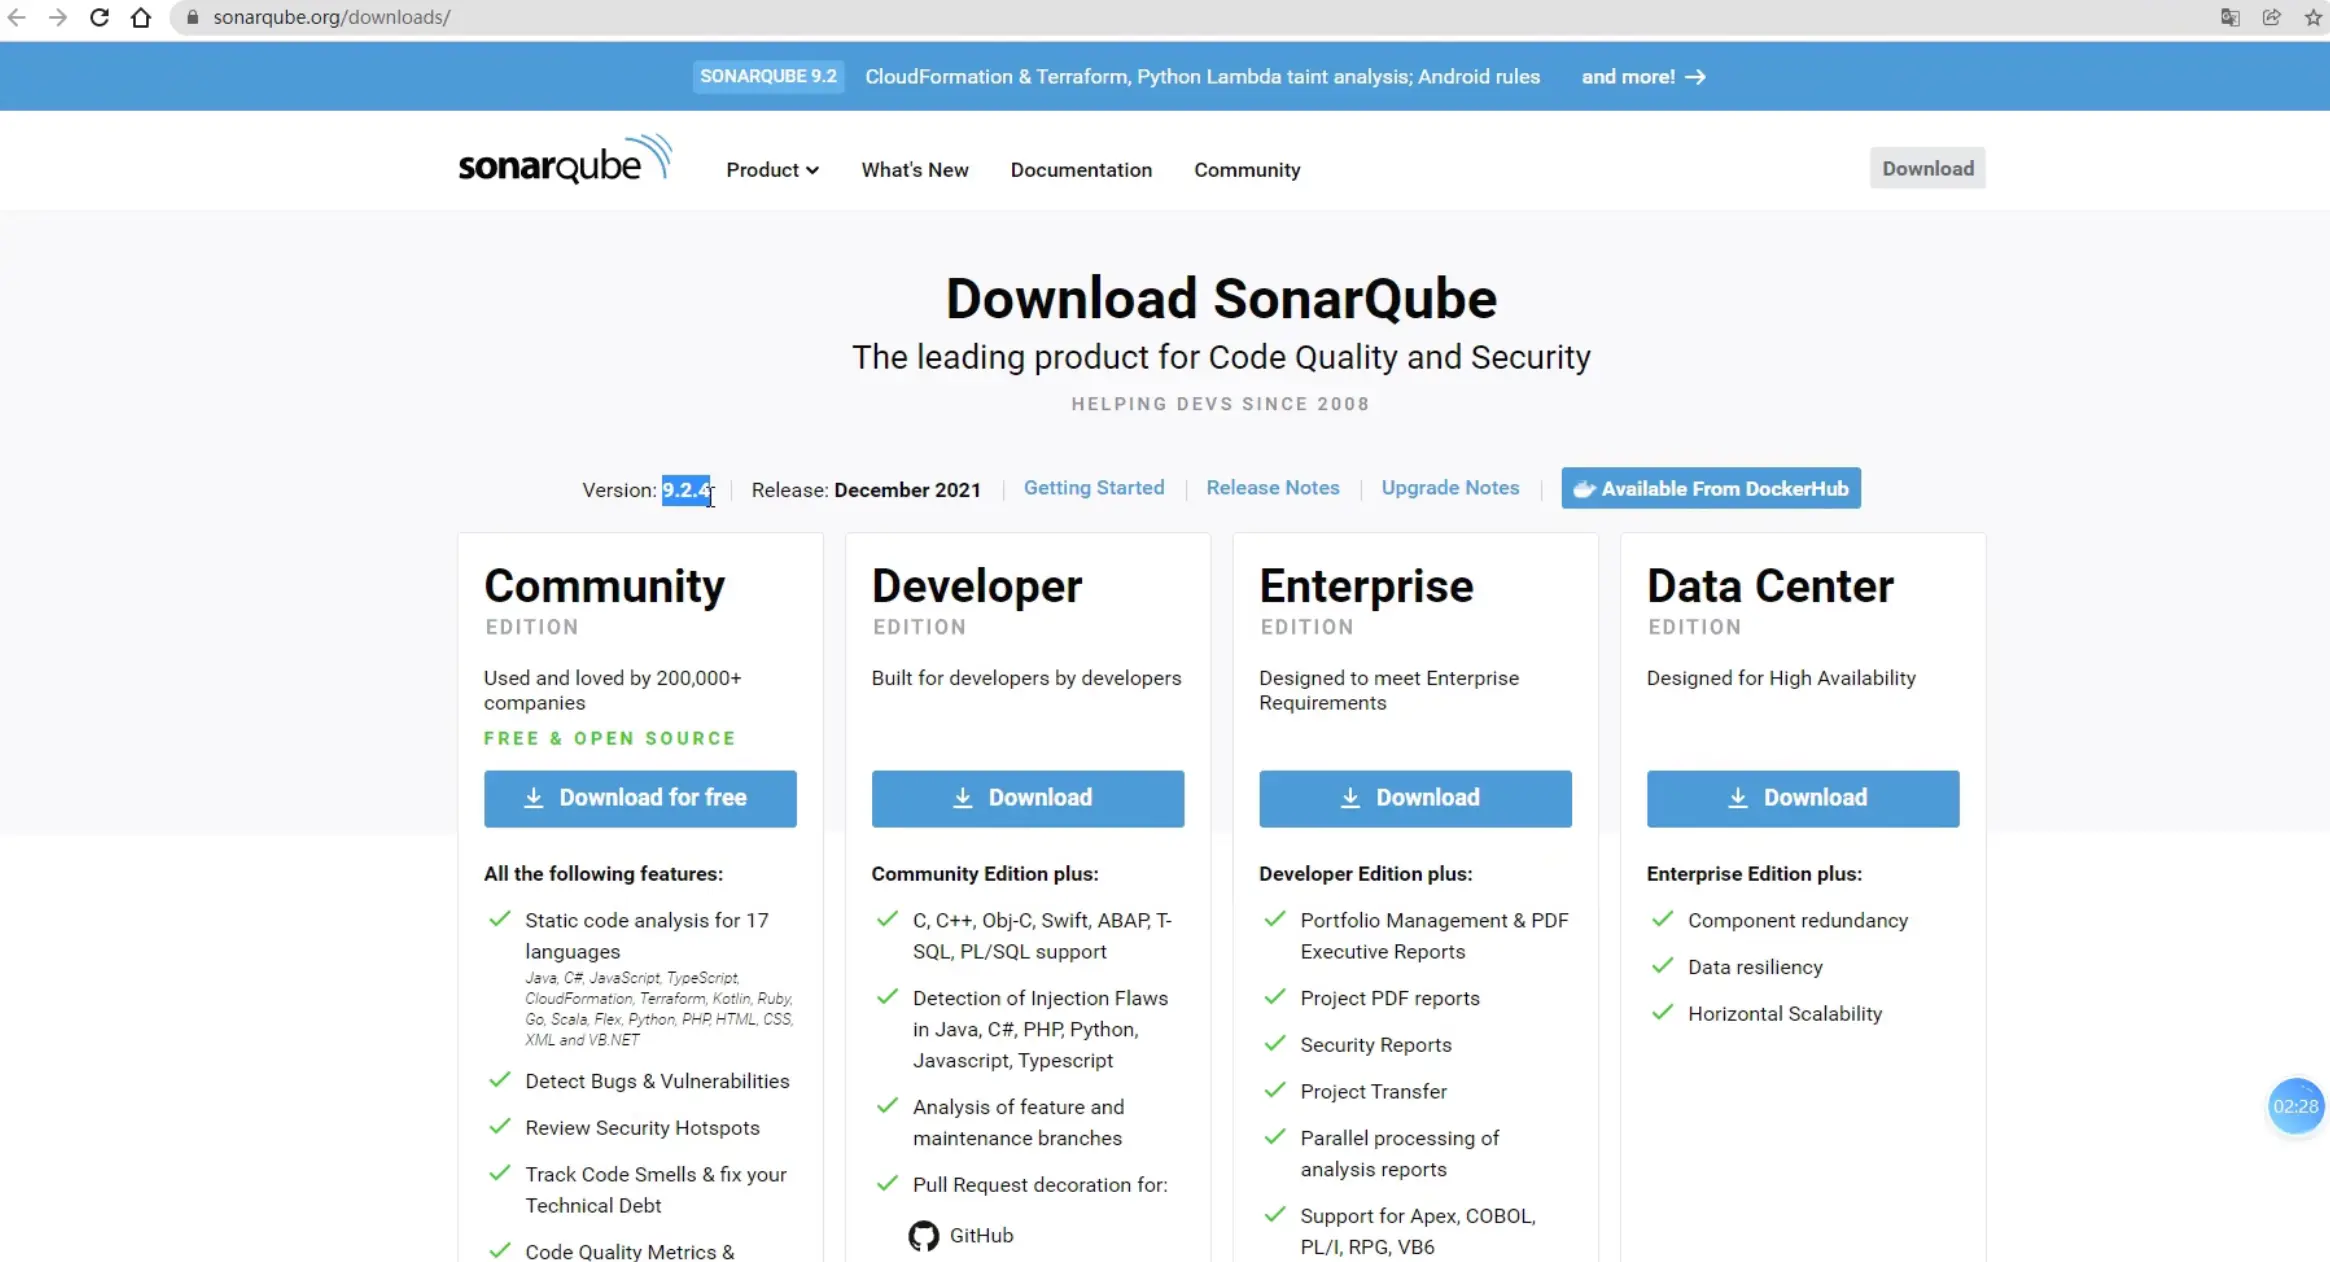 sonarqube.org/downloads/
SONARQUBE 9.2 CloudFormation & Terraform, Python Lambda taint analysis; Android rules and more! →
sonarqube Product What's New Documentation Community Download
Download SonarQube
The leading product for Code Quality and Security
HELPING DEVS SINCE 2008
Version: 9.2.4 Release: December 2021 Getting Started Release Notes Upgrade Notes Available From DockerHub
Community
EDITION
Used and loved by 200,000+
companies
FREE & OPEN SOURCE
Download for free
All the following features:
Static code analysis for 17
languages
Java, C#, JavaScript, TypeScript,
CloudFormation, Terraform, Kotlin, Ruby,
Go, Scala, Flex, Python, PHP, HTML, CSS,
XML and VB.NET
Detect Bugs & Vulnerabilities
Review Security Hotspots
Track Code Smells & fix your
Technical Debt
Code Quality Metrics &
Developer
EDITION
Built for developers by developers
Download
Community Edition plus:
C, C++, Obj-C, Swift, ABAP, T-
SQL, PL/SQL support
Detection of Injection Flaws
in Java, C#, PHP, Python,
Javascript, Typescript
Analysis of feature and
maintenance branches
Pull Request decoration for:
GitHub
Enterprise
EDITION
Designed to meet Enterprise
Requirements
Download
Developer Edition plus:
Portfolio Management & PDF
Executive Reports
Project PDF reports
Security Reports
Project Transfer
Parallel processing of
analysis reports
Support for Apex, COBOL,
PL/I, RPG, VB6
Data Center
EDITION
Designed for High Availability
Download
Enterprise Edition plus:
Component redundancy
Data resiliency
Horizontal Scalability
02:28